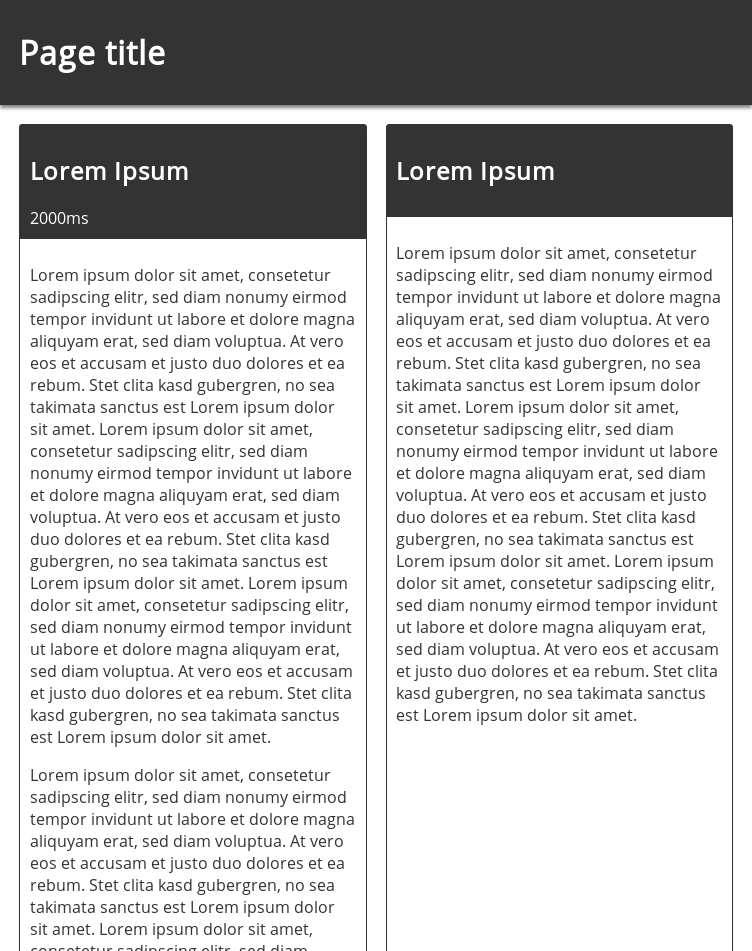 Page title
Lorem Ipsum
2000ms
Lorem ipsum dolor sit amet, consetetur
sadipscing elitr, sed diam nonumy eirmod
tempor invidunt ut labore et dolore magna
aliquyam erat, sed diam voluptua. At vero
eos et accusam et justo duo dolores et ea
rebum. Stet clita kasd gubergren, no sea
takimata sanctus est Lorem ipsum dolor
sit amet. Lorem ipsum dolor sit amet,
consetetur sadipscing elitr, sed diam
nonumy eirmod tempor invidunt ut labore
et dolore magna aliquyam erat, sed diam
voluptua. At vero eos et accusam et justo
duo dolores et ea rebum. Stet clita kasd
gubergren, no sea takimata sanctus est
Lorem ipsum dolor sit amet. Lorem ipsum
dolor sit amet, consetetur sadipscing elitr,
sed diam nonumy eirmod tempor invidunt
ut labore et dolore magna aliquyam erat,
sed diam voluptua. At vero eos et accusam
et justo duo dolores et ea rebum. Stet clita
kasd gubergren, no sea takimata sanctus
est Lorem ipsum dolor sit amet.
Lorem ipsum dolor sit amet, consetetur
sadipscing elitr, sed diam nonumy eirmod
tempor invidunt ut labore et dolore magna
aliquyam erat, sed diam voluptua. At vero
eos et accusam et justo duo dolores et ea
rebum. Stet clita kasd gubergren, no sea
takimata sanctus est Lorem ipsum dolor
sit amet. Lorem ipsum dolor sit amet,
consetetur sadipscing elitr, sed diam
Lorem Ipsum
Lorem ipsum dolor sit amet, consetetur
sadipscing elitr, sed diam nonumy eirmod
tempor invidunt ut labore et dolore magna
aliquyam erat, sed diam voluptua. At vero
eos et accusam et justo duo dolores et ea
rebum. Stet clita kasd gubergren, no sea
takimata sanctus est Lorem ipsum dolor
sit amet. Lorem ipsum dolor sit amet,
consetetur sadipscing elitr, sed diam
nonumy eirmod tempor invidunt ut labore
et dolore magna aliquyam erat, sed diam
voluptua. At vero eos et accusam et justo
duo dolores et ea rebum. Stet clita kasd
gubergren, no sea takimata sanctus est
Lorem ipsum dolor sit amet. Lorem ipsum
dolor sit amet, consetetur sadipscing elitr,
sed diam nonumy eirmod tempor invidunt
ut labore et dolore magna aliquyam erat,
sed diam voluptua. At vero eos et accusam
et justo duo dolores et ea rebum. Stet clita
kasd gubergren, no sea takimata sanctus
est Lorem ipsum dolor sit amet.